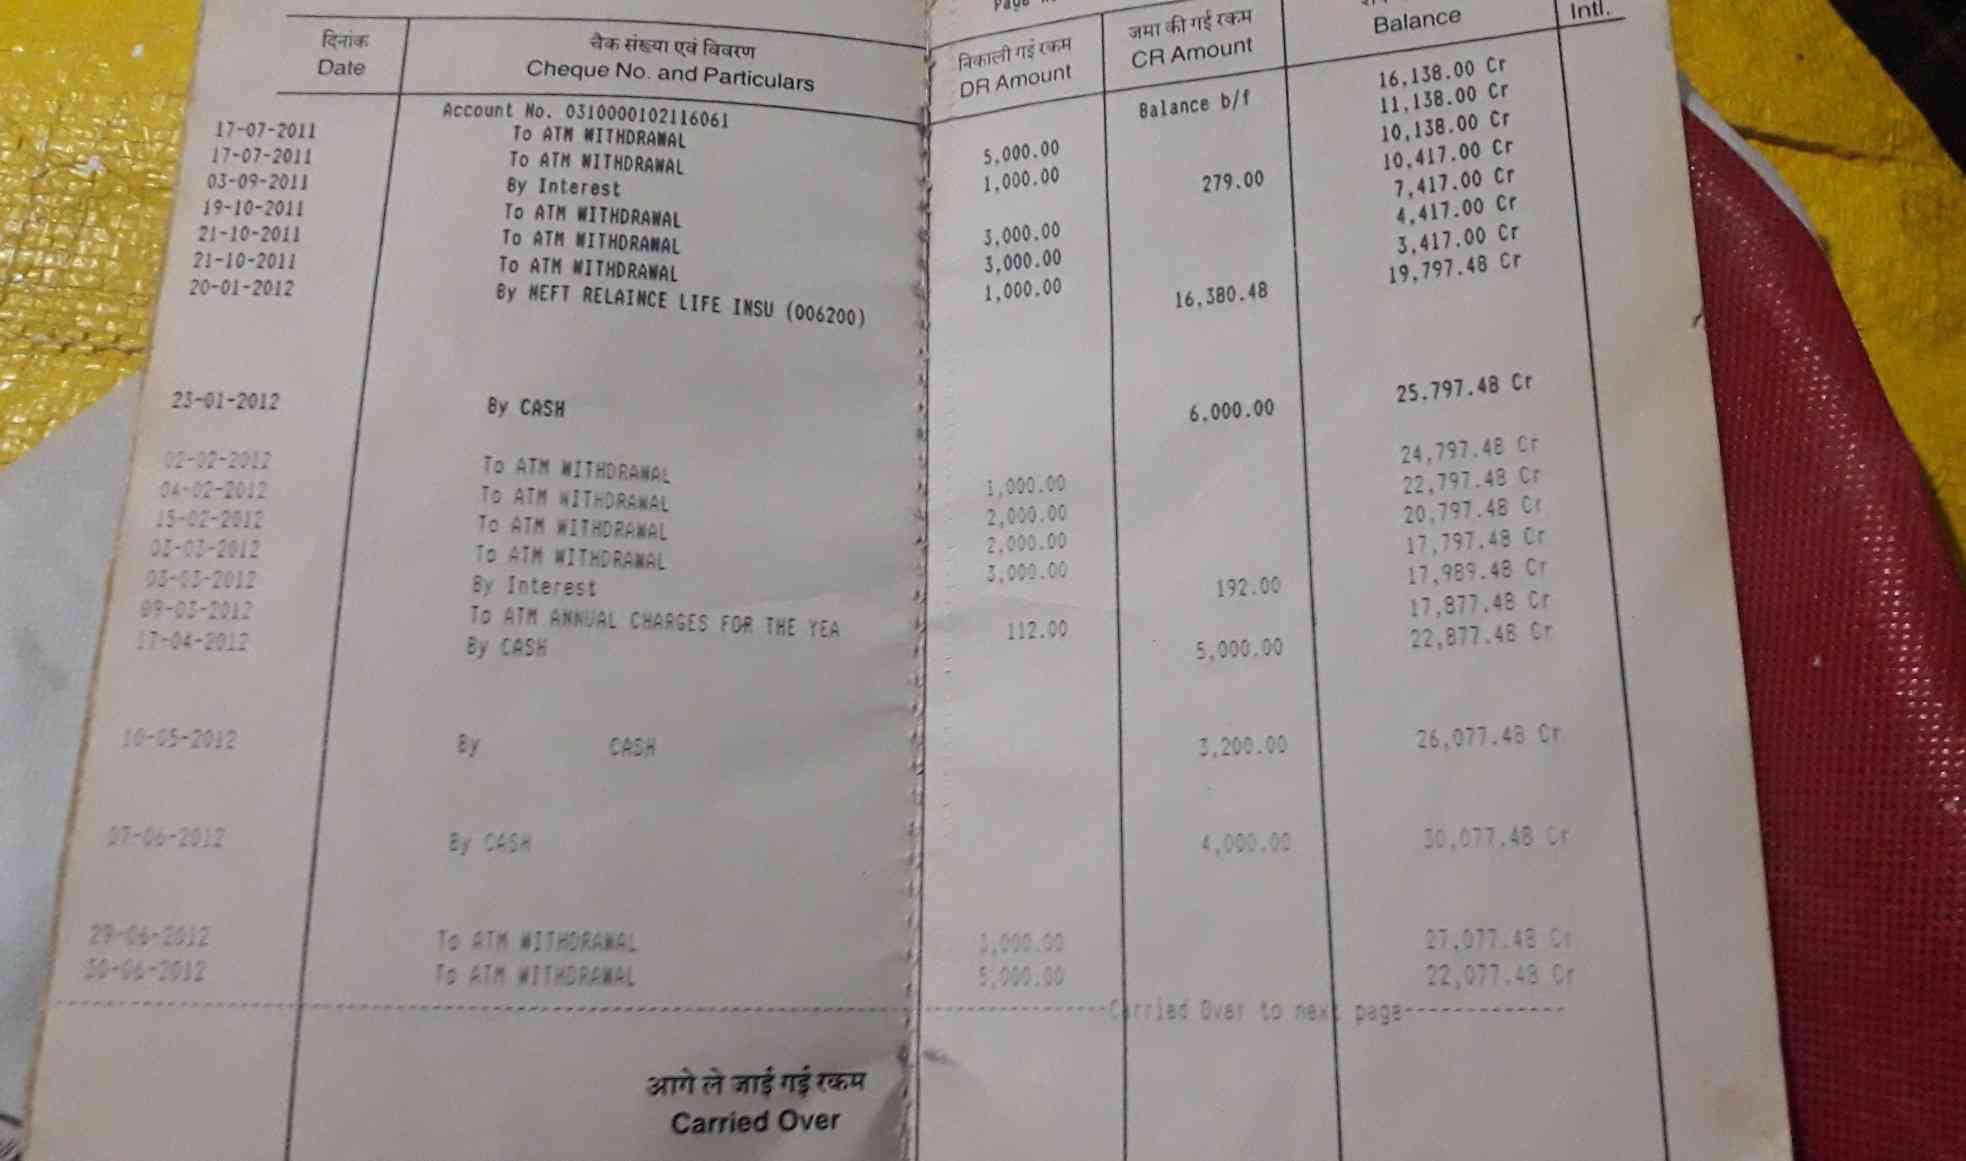 दिनांक चैक संख्या एवं विवरण निकाली गई रकम जमा की गई रकम
Date Cheque No. and Particulars DR Amount CR Amount Balance Intl.
Account No. 0310000102116061 Balance b/f 16,138.00 Cr
17-07-2011 To ATM WITHDRAWAL 5,000.00 11,138.00 Cr
17-07-2011 To ATM WITHDRAWAL 1,000.00 10,138.00 Cr
03-09-2011 By Interest 279.00 10,417.00 Cr
19-10-2011 To ATM WITHDRAWAL 3,000.00 7,417.00 Cr
21-10-2011 To ATM WITHDRAWAL 3,000.00 4,417.00 Cr
21-10-2011 To ATM WITHDRAWAL 1,000.00 3,417.00 Cr
20-01-2012 By NEFT RELAINCE LIFE INSU (006200) 16,380.48 19,797.48 Cr
23-01-2012 By CASH 6,000.00 25,797.48 Cr
02-02-2012 To ATM WITHDRAWAL 1,000.00 24,797.48 Cr
04-02-2012 To ATM WITHDRAWAL 2,000.00 22,797.48 Cr
15-02-2012 To ATM WITHDRAWAL 2,000.00 20,797.48 Cr
03-03-2012 To ATM WITHDRAWAL 3,000.00 17,797.48 Cr
03-03-2012 By Interest 192.00 17,989.48 Cr
09-03-2012 To ATM ANNUAL CHARGES FOR THE YEA 112.00 17,877.48 Cr
17-04-2012 By CASH 5,000.00 22,877.48 Cr
10-05-2012 By CASH 3,200.00 26,077.48 Cr
07-06-2012 By CASH 4,000.00 30,077.48 Cr
29-06-2012 To ATM WITHDRAWAL 3,000.00 27,077.48 Cr
30-06-2012 To ATM WITHDRAWAL 5,000.00 22,077.48 Cr
Carried Over to next page
आगे ले जाई गई रकम
Carried Over